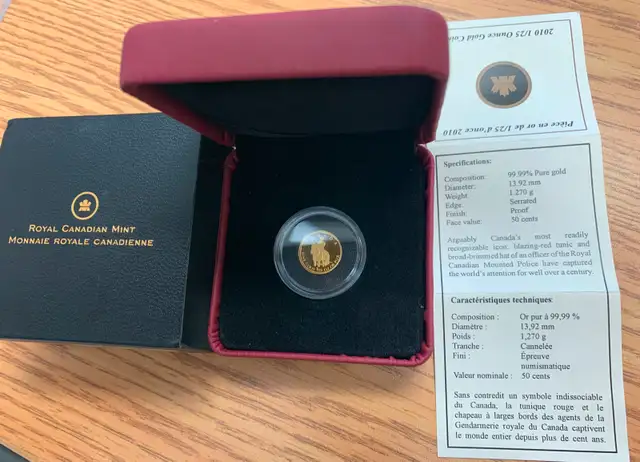 ROYAL CANADIAN MINT
MONNAIE ROYALE CANADIENNE
2010 1/25 Ounce Gold Coin
Pièce en or de 1/25 d'once 2010
Specifications:
Composition: 99.99% Pure gold
Diameter: 13.92 mm
Weight 1.270 g
Edge: Serrated
Finish: Proof
Face value: 50 cents
Arguably Canada's most readily
recognizable icon, blazing-red tunic and
broad-brimmed hat of an officer of the Royal
Canadian Mounted Police have captured
the world's attention for well over a century.
Caractéristiques techniques:
Composition : Or pur à 99,99 %
Diamètre : 13,92 mm
Poids : 1,270 g
Tranche : Cannelée
Fini : Épreuve
numismatique
Valeur nominale : 50 cents
Sans contredit un symbole indissociable
du Canada, la tunique rouge et le
chapeau à larges bords des agents de la
Gendarmerie royale du Canada captivent
le monde entier depuis plus de cent ans.